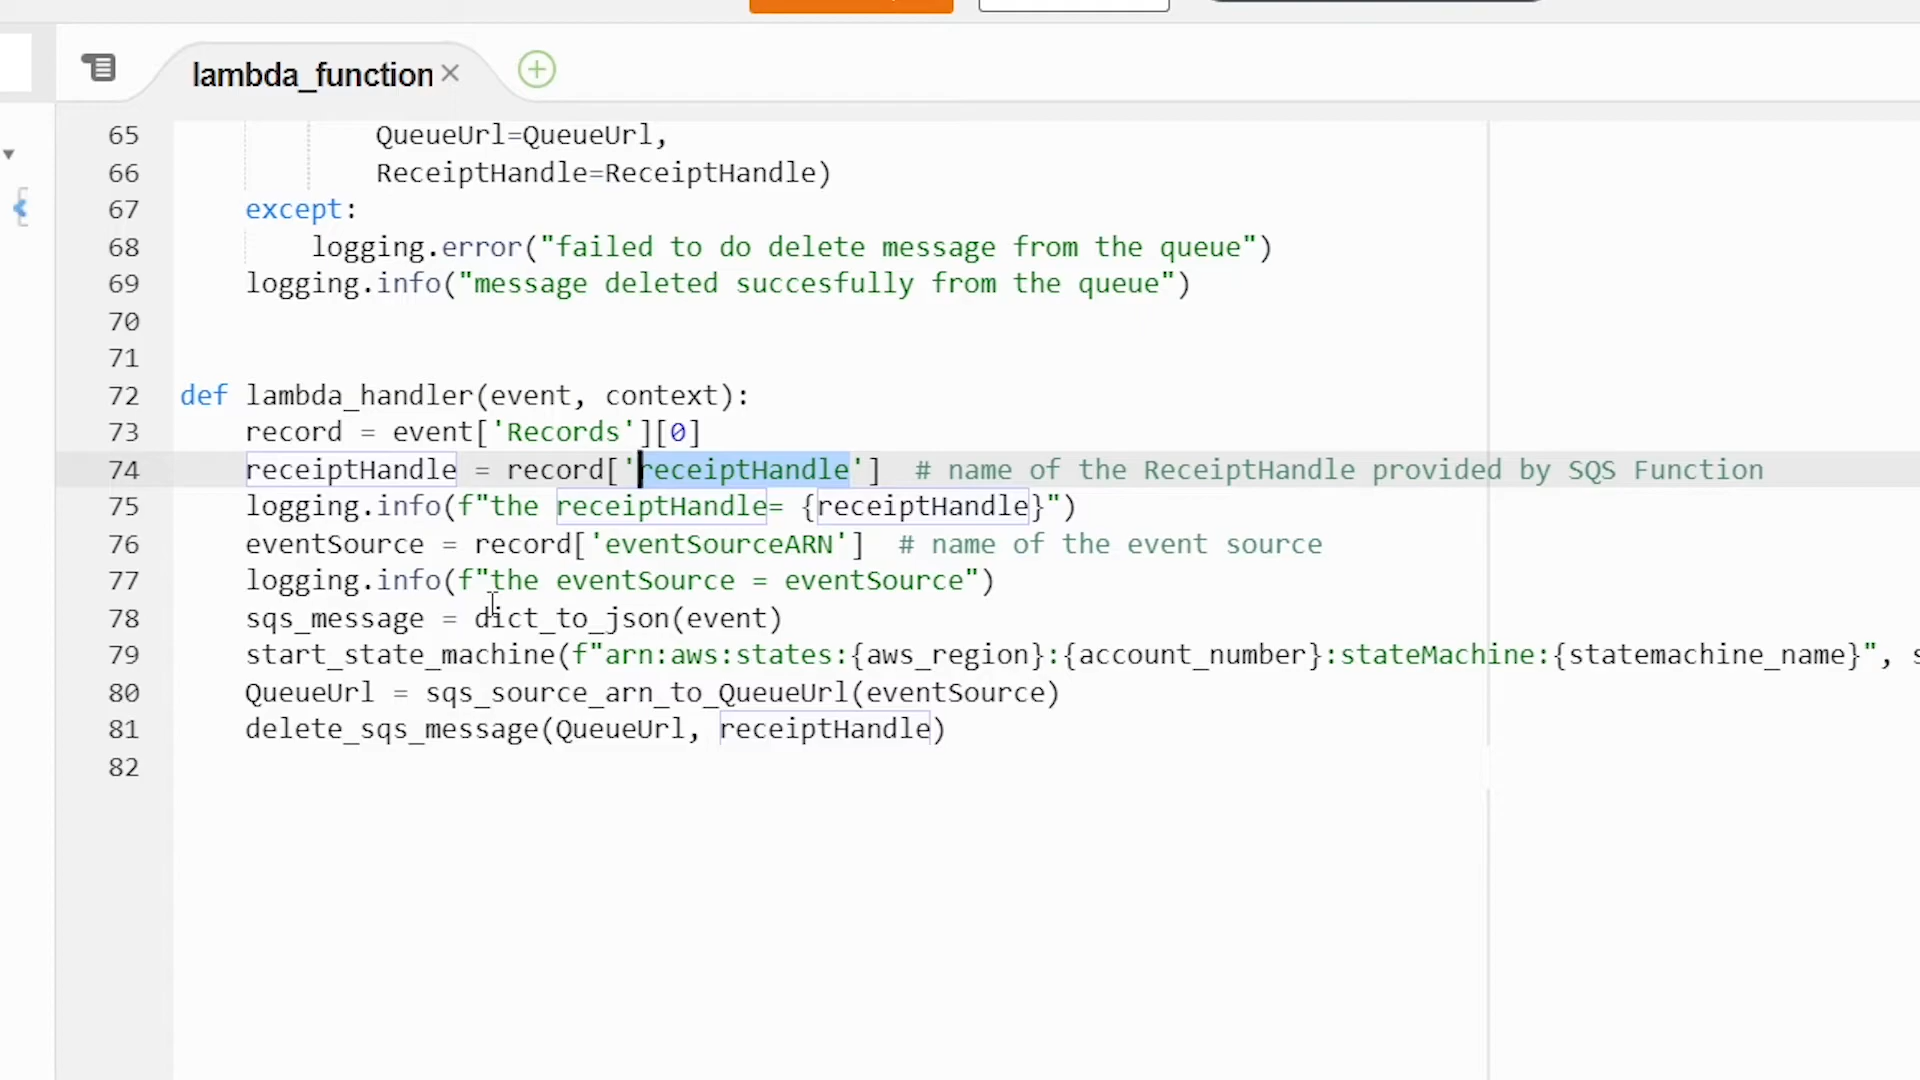 lambda_function
65 QueueUrl=QueueUrl,
66 ReceiptHandle=ReceiptHandle)
67 except:
68 logging.error("failed to do delete message from the queue")
69 logging.info("message deleted succesfully from the queue")
70
71
72 def lambda_handler(event, context):
73 record = event['Records'][0]
74 receiptHandle = record['receiptHandle']  # name of the ReceiptHandle provided by SQS Function
75 logging.info(f"the receiptHandle= {receiptHandle}")
76 eventSource = record['eventSourceARN']  # name of the event source
77 logging.info(f"the eventSource = eventSource")
78 sqs_message = dict_to_json(event)
79 start_state_machine(f"arn:aws:states:{aws_region}:{account_number}:stateMachine:{statemachine_name}",
80 QueueUrl = sqs_source_arn_to_QueueUrl(eventSource)
81 delete_sqs_message(QueueUrl, receiptHandle)
82